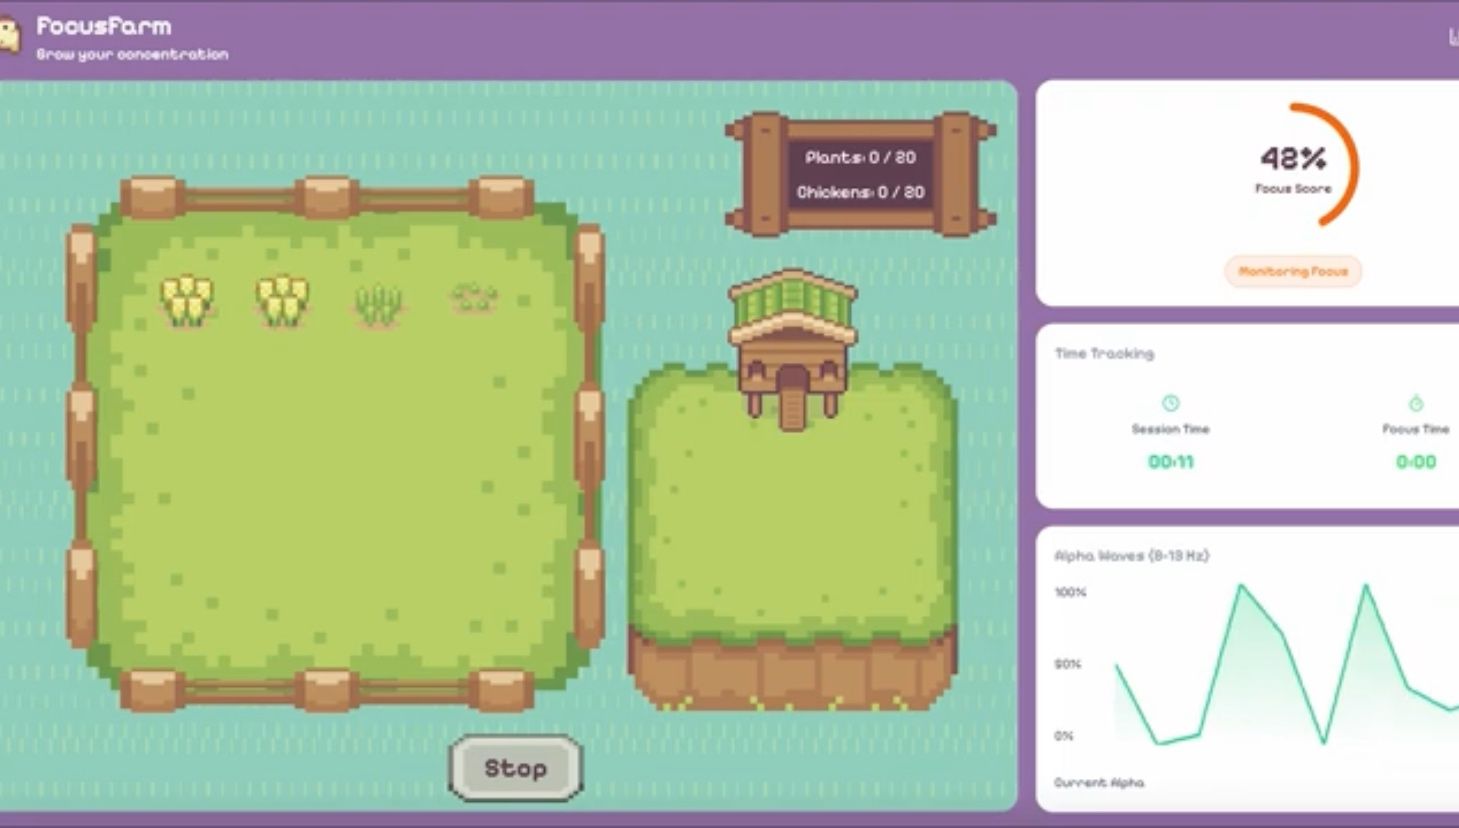 FocusFarm
Grow your concentration
Plants: 0 / 20
Chickens: 0 / 20
Stop
48%
Focus Score
Monitoring Focus
Time Tracking
Session Time
Focus Time
00:11
0:00
Alpha Waves (8-13 Hz)
100%
50%
0%
Current Alpha